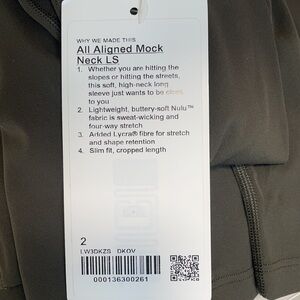 WHY WE MADE THIS
All Aligned Mock
Neck LS
1. Whether you are hitting the
slopes or hitting the streets,
this soft, high-neck long
sleeve just wants to be close
to you
2. Lightweight, buttery-soft Nulu™
fabric is sweat-wicking and
four-way stretch
3. Added Lycra® fibre for stretch
and shape retention
4. Slim fit, cropped length
2
LW3DKZS DKOV
000136300261